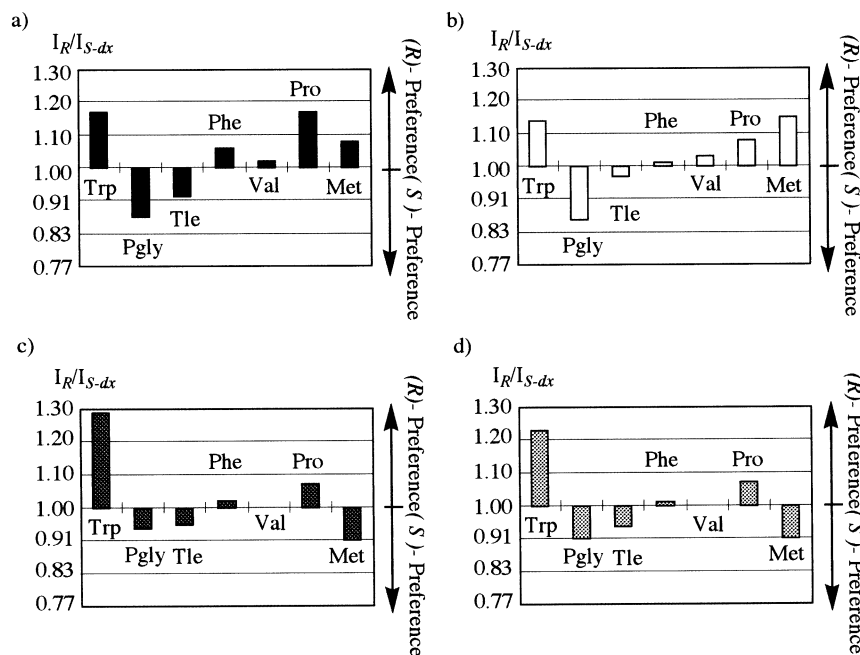 a)
I_R/I_S-dx
1.30
1.20
1.10
1.00
0.91
0.83
0.77
Trp
Pgly
Tle
Phe
Val
Pro
Met
(R)- Preference( S )- Preference
b)
I_R/I_S-dx
1.30
1.20
1.10
1.00
0.91
0.83
0.77
Trp
Pgly
Tle
Phe
Val
Pro
Met
(R)- Preference( S )- Preference
c)
I_R/I_S-dx
1.30
1.20
1.10
1.00
0.91
0.83
0.77
Trp
Pgly
Tle
Phe
Val
Pro
Met
(R)- Preference( S )- Preference
d)
I_R/I_S-dx
1.30
1.20
1.10
1.00
0.91
0.83
0.77
Trp
Pgly
Tle
Phe
Val
Pro
Met
(R)- Preference( S )- Preference